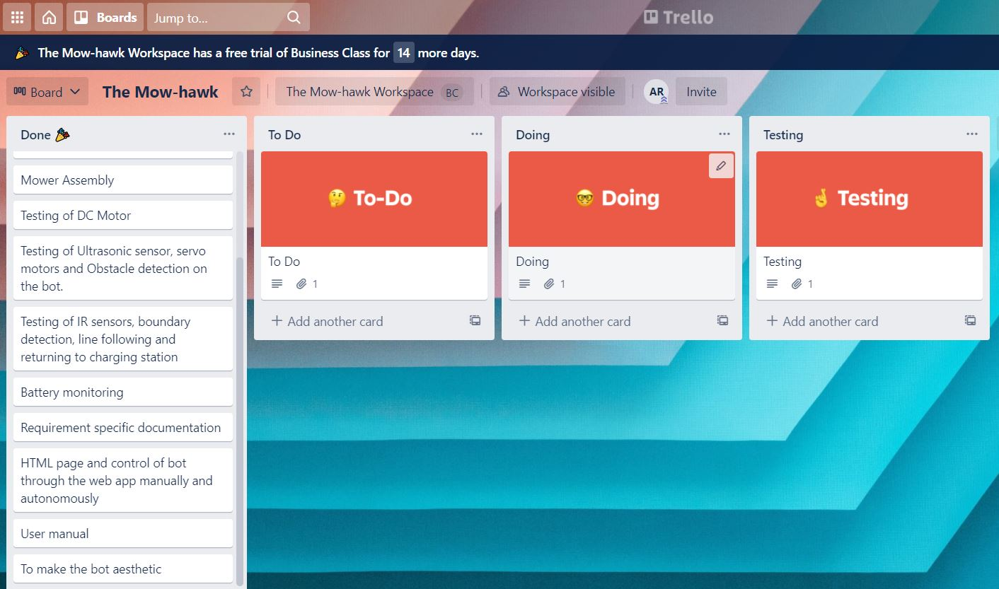 Boards
Jump to...
Trello
The Mow-hawk Workspace has a free trial of Business Class for 14 more days.
Board
The Mow-hawk
The Mow-hawk Workspace BC
Workspace visible
AR
Invite
Done
Mower Assembly
Testing of DC Motor
Testing of Ultrasonic sensor, servo
motors and Obstacle detection on
the bot.
Testing of IR sensors, boundary
detection, line following and
returning to charging station
Battery monitoring
Requirement specific documentation
HTML page and control of bot
through the web app manually and
autonomously
User manual
To make the bot aesthetic
To Do
To-Do
To Do
1
+ Add another card
Doing
Doing
Doing
1
+ Add another card
Testing
Testing
Testing
1
+ Add another card